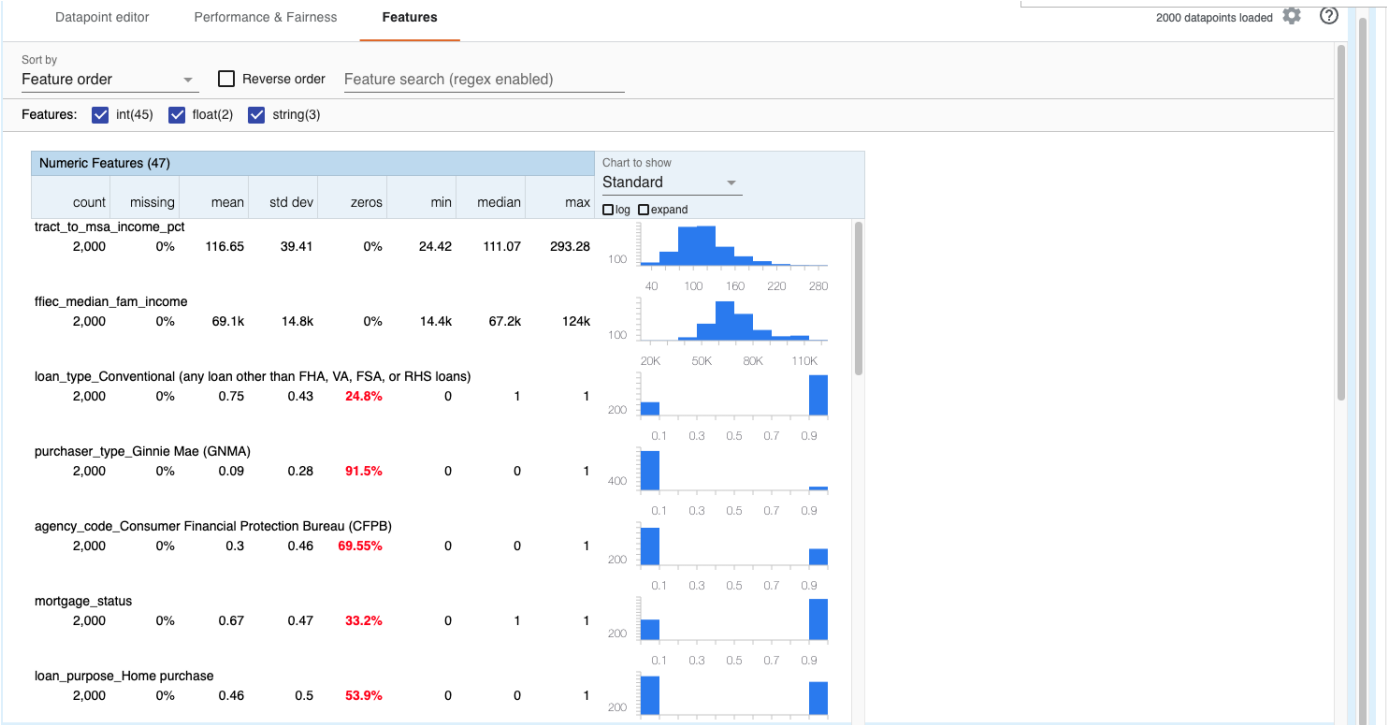 Datapoint editor Performance & Fairness Features 2000 datapoints loaded
Sort by
Feature order Reverse order Feature search (regex enabled)
Features: int(45) float(2) string(3)
Numeric Features (47) Chart to show
Standard
count missing mean std dev zeros min median max
log expand
tract_to_msa_income_pct
2,000 0% 116.65 39.41 0% 24.42 111.07 293.28
100
40 100 160 220 280
ffiec_median_fam_income
2,000 0% 69.1k 14.8k 0% 14.4k 67.2k 124k
100
20K 50K 80K 110K
loan_type_Conventional (any loan other than FHA, VA, FSA, or RHS loans)
2,000 0% 0.75 0.43 24.8% 0 1 1
200
0.1 0.3 0.5 0.7 0.9
purchaser_type_Ginnie Mae (GNMA)
2,000 0% 0.09 0.28 91.5% 0 0 1
400
0.1 0.3 0.5 0.7 0.9
agency_code_Consumer Financial Protection Bureau (CFPB)
2,000 0% 0.3 0.46 69.55% 0 0 1
200
0.1 0.3 0.5 0.7 0.9
mortgage_status
2,000 0% 0.67 0.47 33.2% 0 1 1
200
0.1 0.3 0.5 0.7 0.9
loan_purpose_Home purchase
2,000 0% 0.46 0.5 53.9% 0 0 1
200